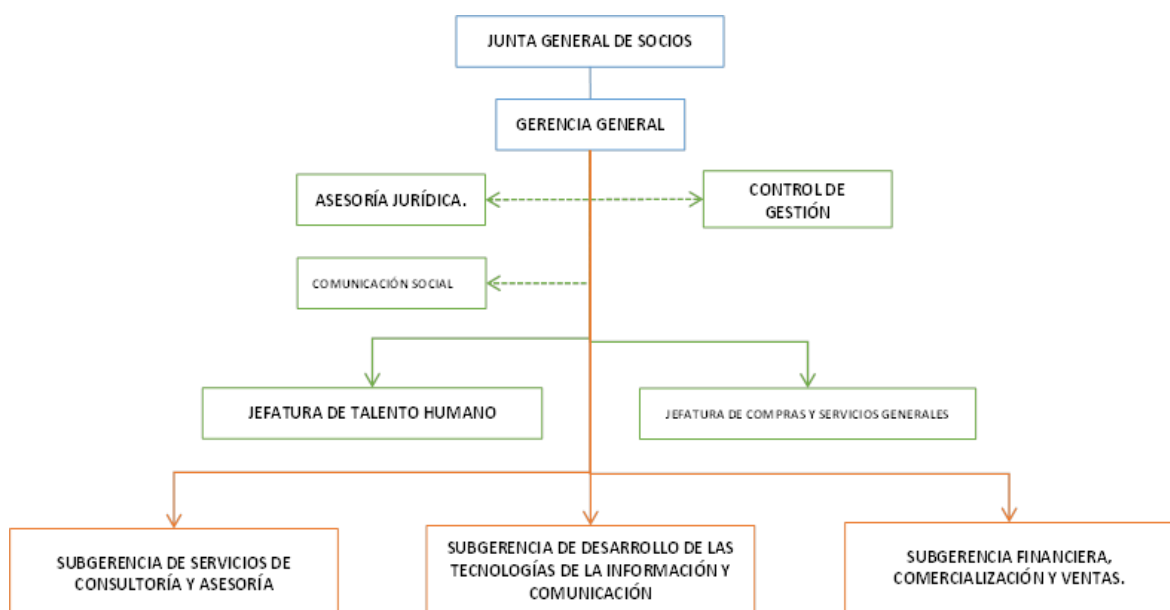 JUNTA GENERAL DE SOCIOS
GERENCIA GENERAL
ASESORÍA JURÍDICA.
CONTROL DE
GESTIÓN
COMUNICACIÓN SOCIAL
JEFATURA DE TALENTO HUMANO
JEFATURA DE COMPRAS Y SERVICIOS GENERALES
SUBGERENCIA DE SERVICIOS DE
CONSULTORÍA Y ASESORÍA
SUBGERENCIA DE DESARROLLO DE LAS
TECNOLOGÍAS DE LA INFORMACIÓN Y
COMUNICACIÓN
SUBGERENCIA FINANCIERA,
COMERCIALIZACIÓN Y VENTAS.